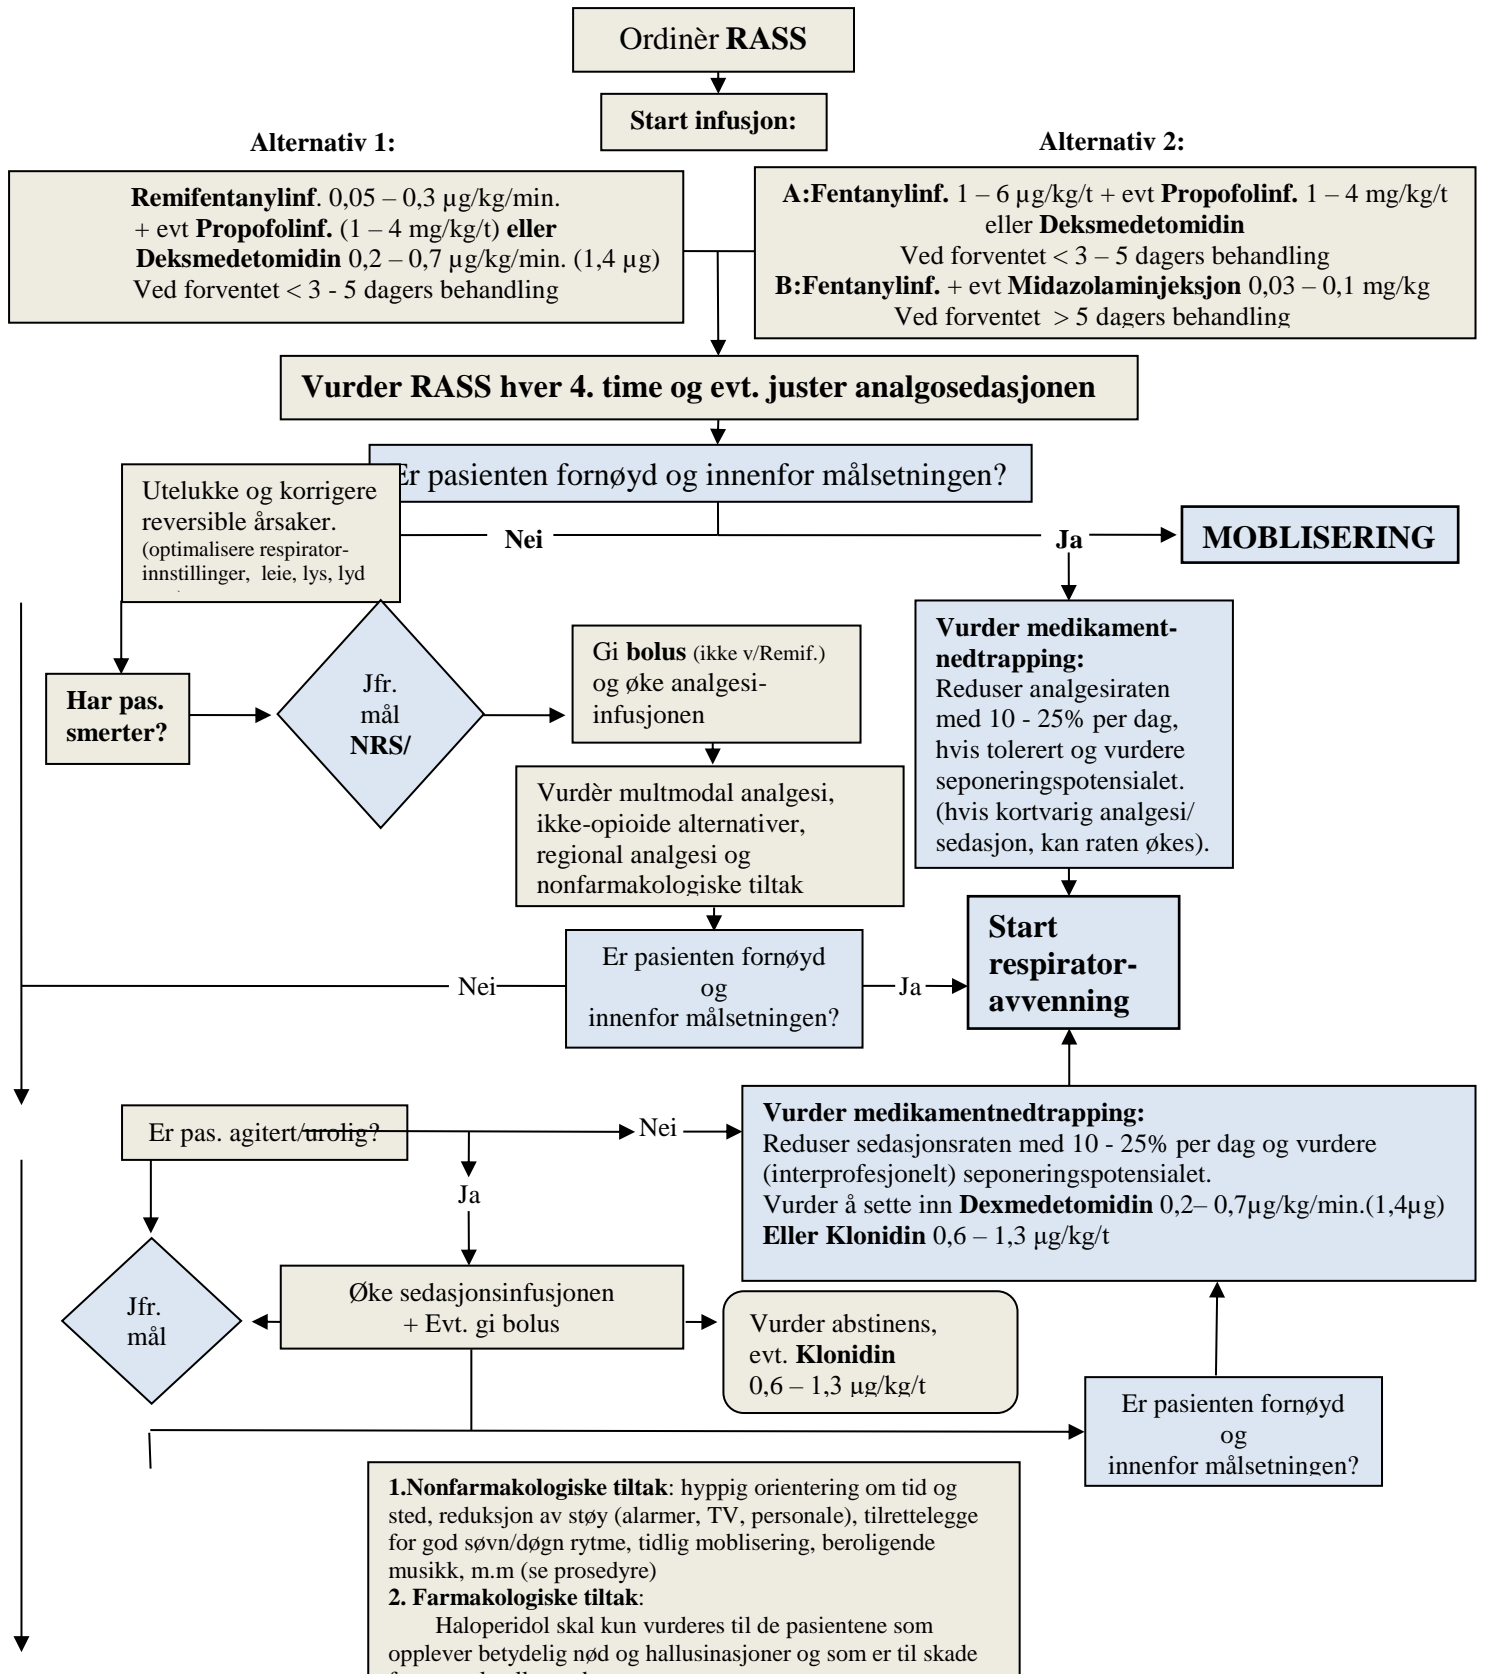 Ordinèr RASS
Start infusjon:
Alternativ 1:
Alternativ 2:
Remifentanylinf. 0,05 – 0,3 µg/kg/min.
+ evt Propofolinf. (1 – 4 mg/kg/t) eller
Deksmedetomidin 0,2 – 0,7 µg/kg/min. (1,4 µg)
Ved forventet < 3 - 5 dagers behandling
A:Fentanylinf. 1 – 6 µg/kg/t + evt Propofolinf. 1 – 4 mg/kg/t
eller Deksmedetomidin
Ved forventet < 3 – 5 dagers behandling
B:Fentanylinf. + evt Midazolaminjeksjon 0,03 – 0,1 mg/kg
Ved forventet > 5 dagers behandling
Vurder RASS hver 4. time og evt. juster analgosedasjonen
Er pasienten fornøyd og innenfor målsetningen?
Utelukke og korrigere
reversible årsaker.
(optimalisere respirator-
innstillinger, leie, lys, lyd
Nei
Ja
MOBLISERING
Har pas.
smerter?
Jfr.
mål
NRS/
Gi bolus (ikke v/Remif.)
og øke analgesi-
infusjonen
Vurdèr multmodal analgesi,
ikke-opioide alternativer,
regional analgesi og
nonfarmakologiske tiltak
Vurder medikament-
nedtrapping:
Reduser analgesiraten
med 10 - 25% per dag,
hvis tolerert og vurdere
seponeringspotensialet.
(hvis kortvarig analgesi/
sedasjon, kan raten økes).
Nei
Er pasienten fornøyd
og
innenfor målsetningen?
Ja
Start
respirator-
avvenning
Er pas. agitert/urolig?
Nei
Ja
Vurder medikamentnedtrapping:
Reduser sedasjonsraten med 10 - 25% per dag og vurdere
(interprofesjonelt) seponeringspotensialet.
Vurder å sette inn Dexmedetomidin 0,2– 0,7µg/kg/min.(1,4µg)
Eller Klonidin 0,6 – 1,3 µg/kg/t
Jfr.
mål
Øke sedasjonsinfusjonen
+ Evt. gi bolus
Vurder abstinens,
evt. Klonidin
0,6 – 1,3 µg/kg/t
Er pasienten fornøyd
og
innenfor målsetningen?
1.Nonfarmakologiske tiltak: hyppig orientering om tid og
sted, reduksjon av støy (alarmer, TV, personale), tilrettelegge
for god søvn/døgn rytme, tidlig moblisering, beroligende
musikk, m.m (se prosedyre)
2. Farmakologiske tiltak:
Haloperidol skal kun vurderes til de pasientene som
opplever betydelig nød og hallusinasjoner og som er til skade